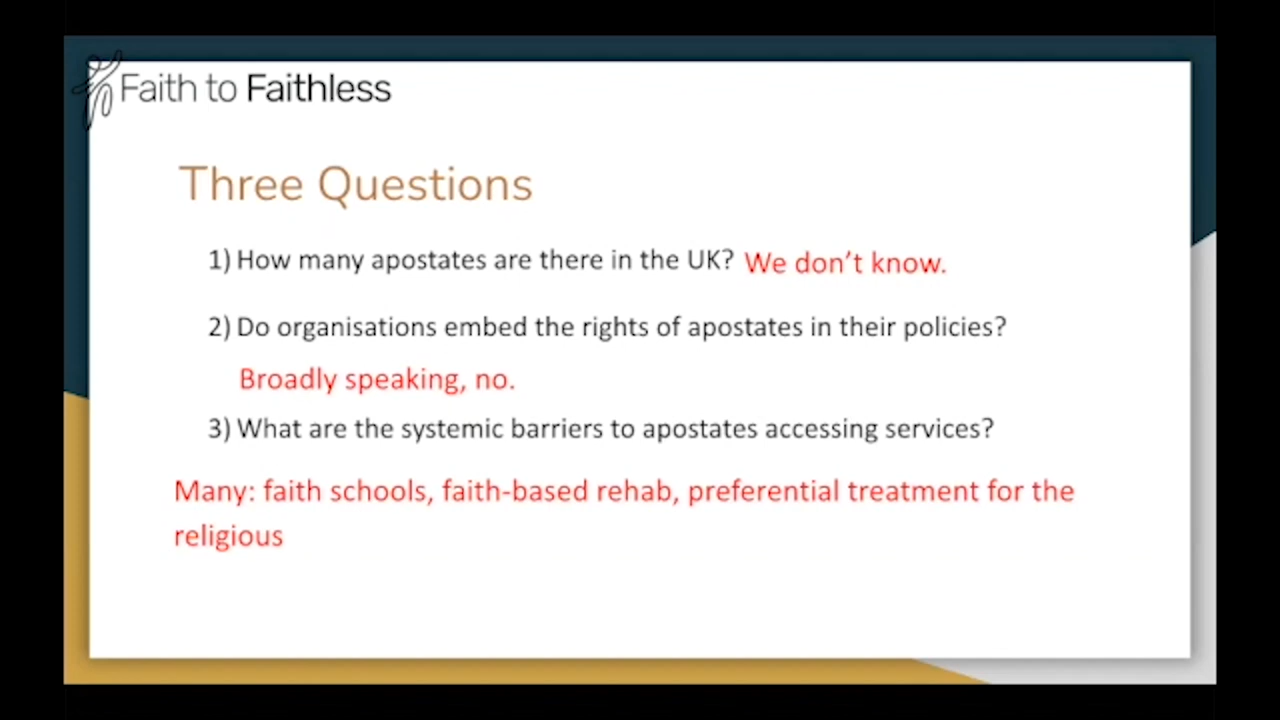 Faith to Faithless
Three Questions
1) How many apostates are there in the UK? We don’t know.
2) Do organisations embed the rights of apostates in their policies?
Broadly speaking, no.
3) What are the systemic barriers to apostates accessing services?
Many: faith schools, faith-based rehab, preferential treatment for the
religious